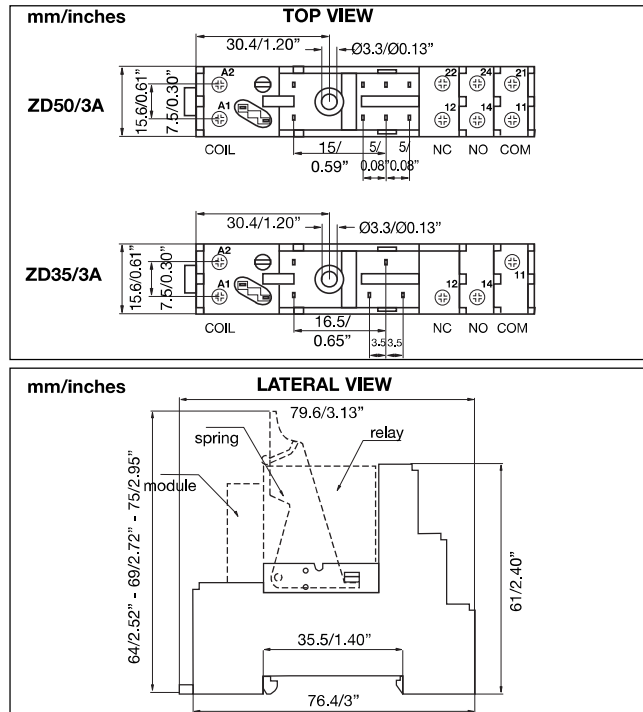 mm/inches TOP VIEW
30.4/1.20” Ø3.3/Ø0.13”
ZD50/3A
15.6/0.61”
7.5/0.30”
A2 22 24 21
A1 12 14 11
COIL 15/ 5/ 5/ NC NO COM
0.59” 0.08” 0.08”
30.4/1.20” Ø3.3/Ø0.13”
ZD35/3A
15.6/0.61”
7.5/0.30”
A2
A1 12 14 11
COIL 16.5/ NC NO COM
0.65” 3.5 3.5
mm/inches LATERAL VIEW
79.6/3.13”
spring relay
module
64/2.52” - 69/2.72” - 75/2.95”
61/2.40”
35.5/1.40”
76.4/3”